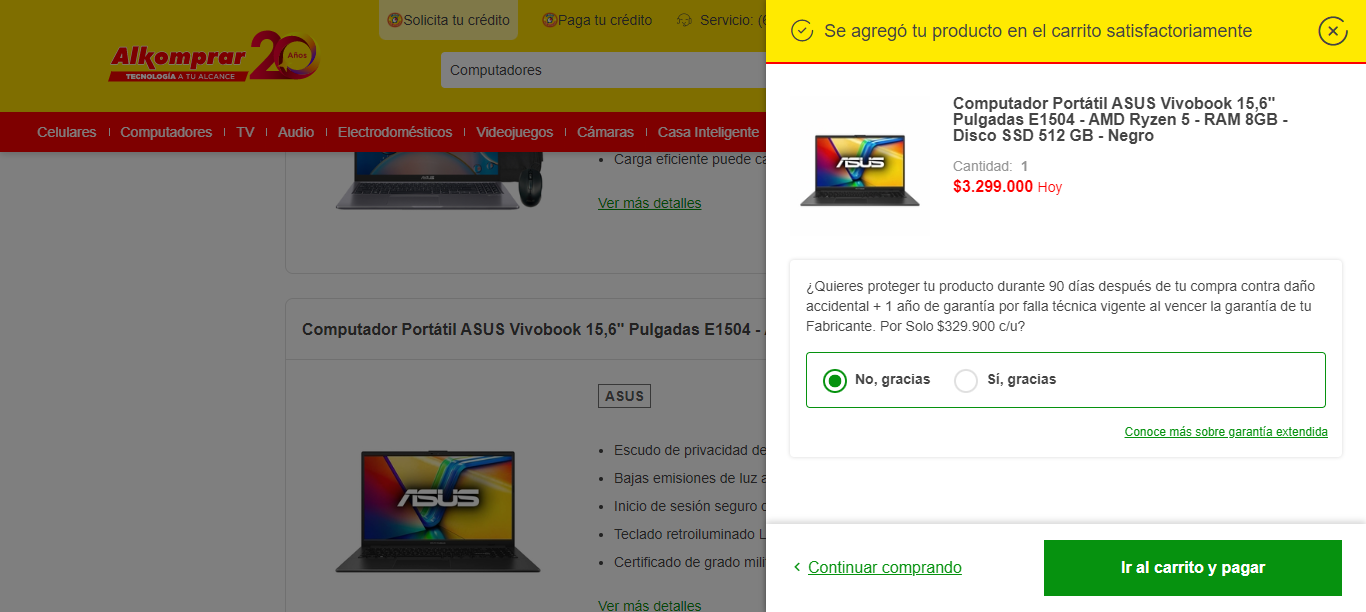 Solicita tu crédito
Paga tu crédito
Servicio: (6
Alkomprar 20 Años
TECNOLOGÍA A TU ALCANCE
Computadores
Celulares
Computadores
TV
Audio
Electrodomésticos
Videojuegos
Cámaras
Casa Inteligente
Carga eficiente puede ca
Ver más detalles
Computador Portátil ASUS Vivobook 15,6" Pulgadas E1504 - A
ASUS
ASUS
Escudo de privacidad de
Bajas emisiones de luz a
Inicio de sesión seguro c
Teclado retroiluminado L
Certificado de grado mili
Ver más detalles
Se agregó tu producto en el carrito satisfactoriamente
ASUS
Computador Portátil ASUS Vivobook 15,6"
Pulgadas E1504 - AMD Ryzen 5 - RAM 8GB -
Disco SSD 512 GB - Negro
Cantidad: 1
$3.299.000 Hoy
¿Quieres proteger tu producto durante 90 días después de tu compra contra daño
accidental + 1 año de garantía por falla técnica vigente al vencer la garantía de tu
Fabricante. Por Solo $329.900 c/u?
No, gracias
Sí, gracias
Conoce más sobre garantía extendida
Continuar comprando
Ir al carrito y pagar